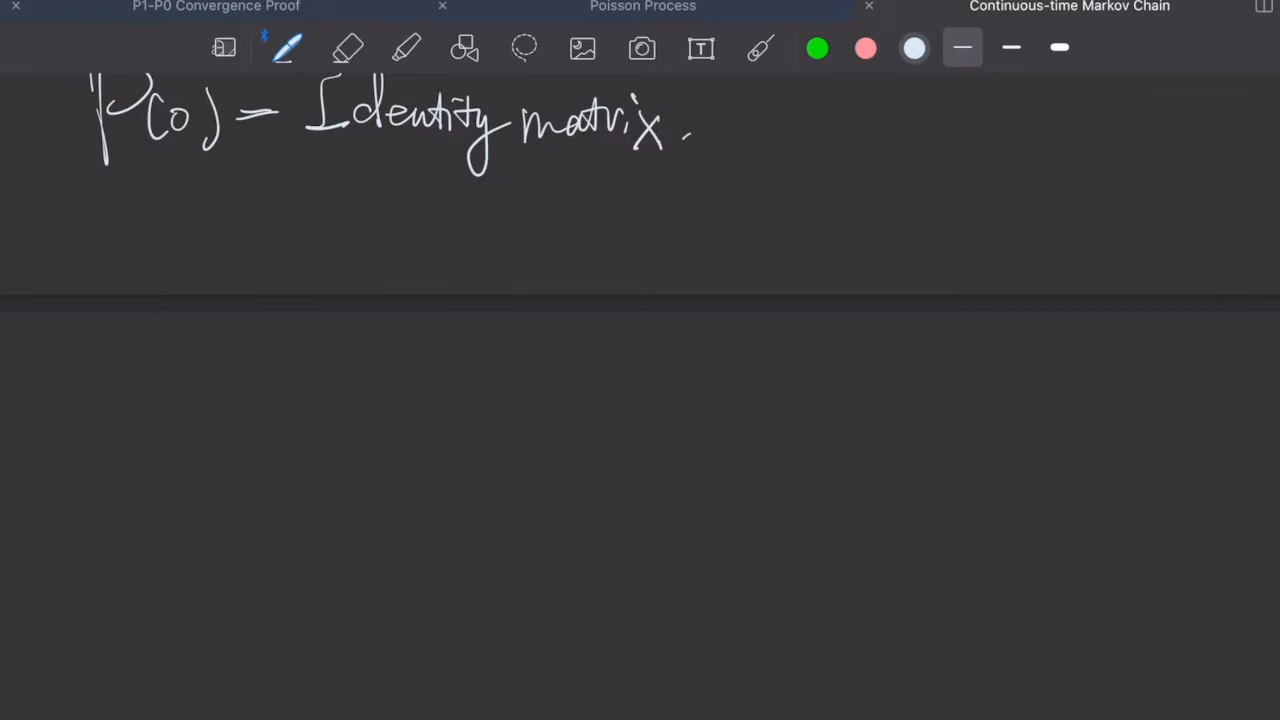 P1-P0 Convergence Proof
Poisson Process
Continuous-time Markov Chain
P(0) = Identity matrix.